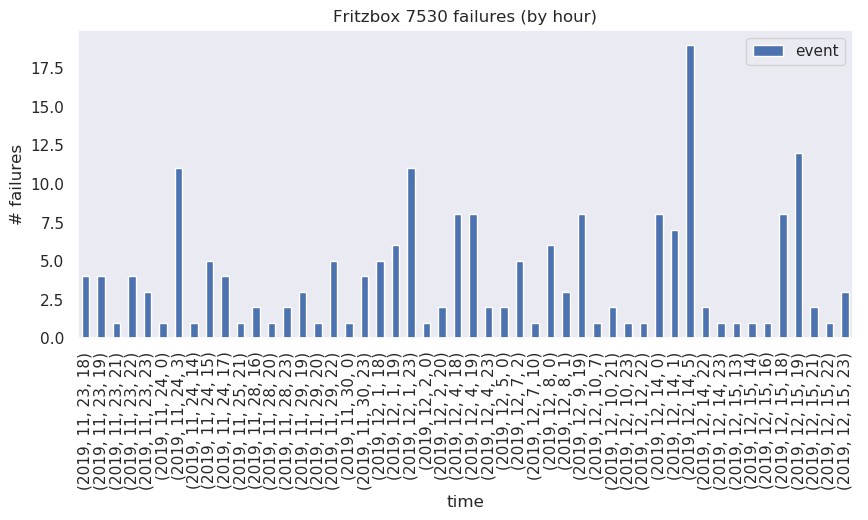 Fritzbox 7530 failures (by hour)
event
# failures
17.5
15.0
12.5
10.0
7.5
5.0
2.5
0.0
(2019, 11, 23, 18)
(2019, 11, 23, 19)
(2019, 11, 23, 21)
(2019, 11, 23, 22)
(2019, 11, 23, 23)
(2019, 11, 24, 0)
(2019, 11, 24, 3)
(2019, 11, 24, 14)
(2019, 11, 24, 15)
(2019, 11, 24, 17)
(2019, 11, 25, 21)
(2019, 11, 28, 16)
(2019, 11, 28, 20)
(2019, 11, 28, 23)
(2019, 11, 29, 19)
(2019, 11, 29, 20)
(2019, 11, 29, 22)
(2019, 11, 30, 0)
(2019, 11, 30, 23)
(2019, 12, 1, 18)
(2019, 12, 1, 19)
(2019, 12, 1, 23)
(2019, 12, 2, 0)
(2019, 12, 2, 20)
(2019, 12, 4, 18)
(2019, 12, 4, 19)
(2019, 12, 4, 23)
(2019, 12, 5, 0)
(2019, 12, 7, 2)
(2019, 12, 7, 10)
(2019, 12, 8, 0)
(2019, 12, 8, 1)
(2019, 12, 9, 19)
(2019, 12, 10, 7)
(2019, 12, 10, 21)
(2019, 12, 10, 23)
(2019, 12, 12, 22)
(2019, 12, 14, 0)
(2019, 12, 14, 1)
(2019, 12, 14, 5)
(2019, 12, 14, 22)
(2019, 12, 14, 23)
(2019, 12, 15, 13)
(2019, 12, 15, 14)
(2019, 12, 15, 16)
(2019, 12, 15, 18)
(2019, 12, 15, 19)
(2019, 12, 15, 21)
(2019, 12, 15, 22)
(2019, 12, 15, 23)
time